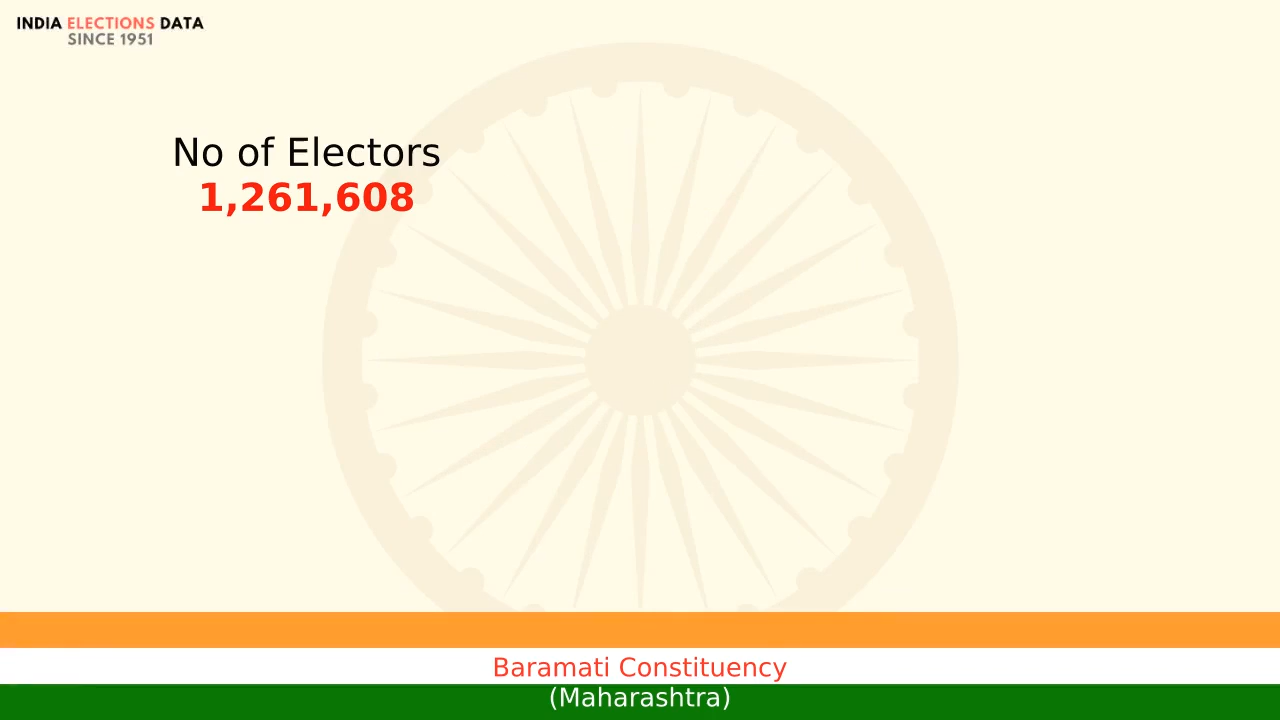 INDIA ELECTIONS DATA
SINCE 1951
No of Electors
1,261,608
Baramati Constituency
(Maharashtra)